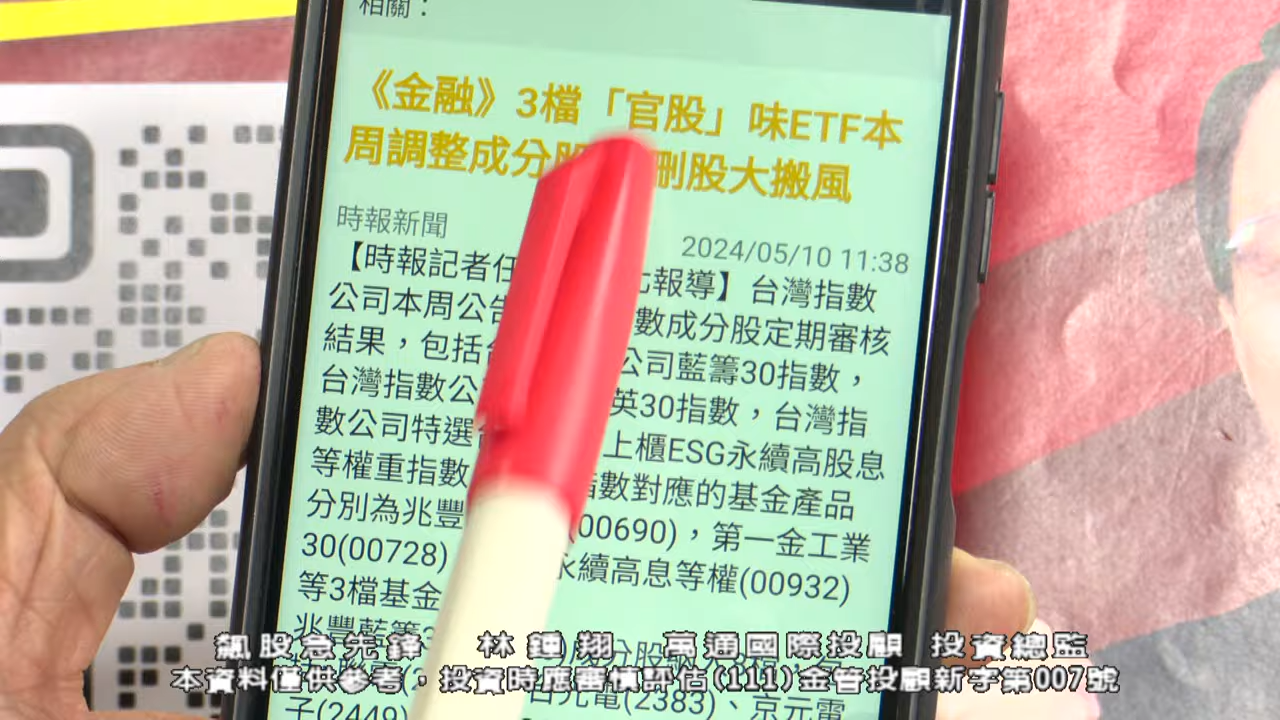 相關：
《金融》3檔「官股」味ETF本
周調整成分股 刪股大搬風
時報新聞
2024/05/10 11:38
【時報記者任 報導】台灣指數
公司本周公告 數成分股定期審核
結果，包括 公司藍籌30指數，
台灣指數公 英30指數，台灣指
數公司特選 上櫃ESG永續高股息
等權重指數 指數對應的基金產品
分別為兆豐 (00690)，第一金工業
30(00728) 永續高息等權(00932)
等3檔基金
兆豐藍籌3 成分股
(2383)、京元電
子(2449)
飆股急先鋒 林鍾翔 萬通國際投顧 投資總監
本資料僅供參考，投資時應審慎評估(111)金管投顧新字第007號